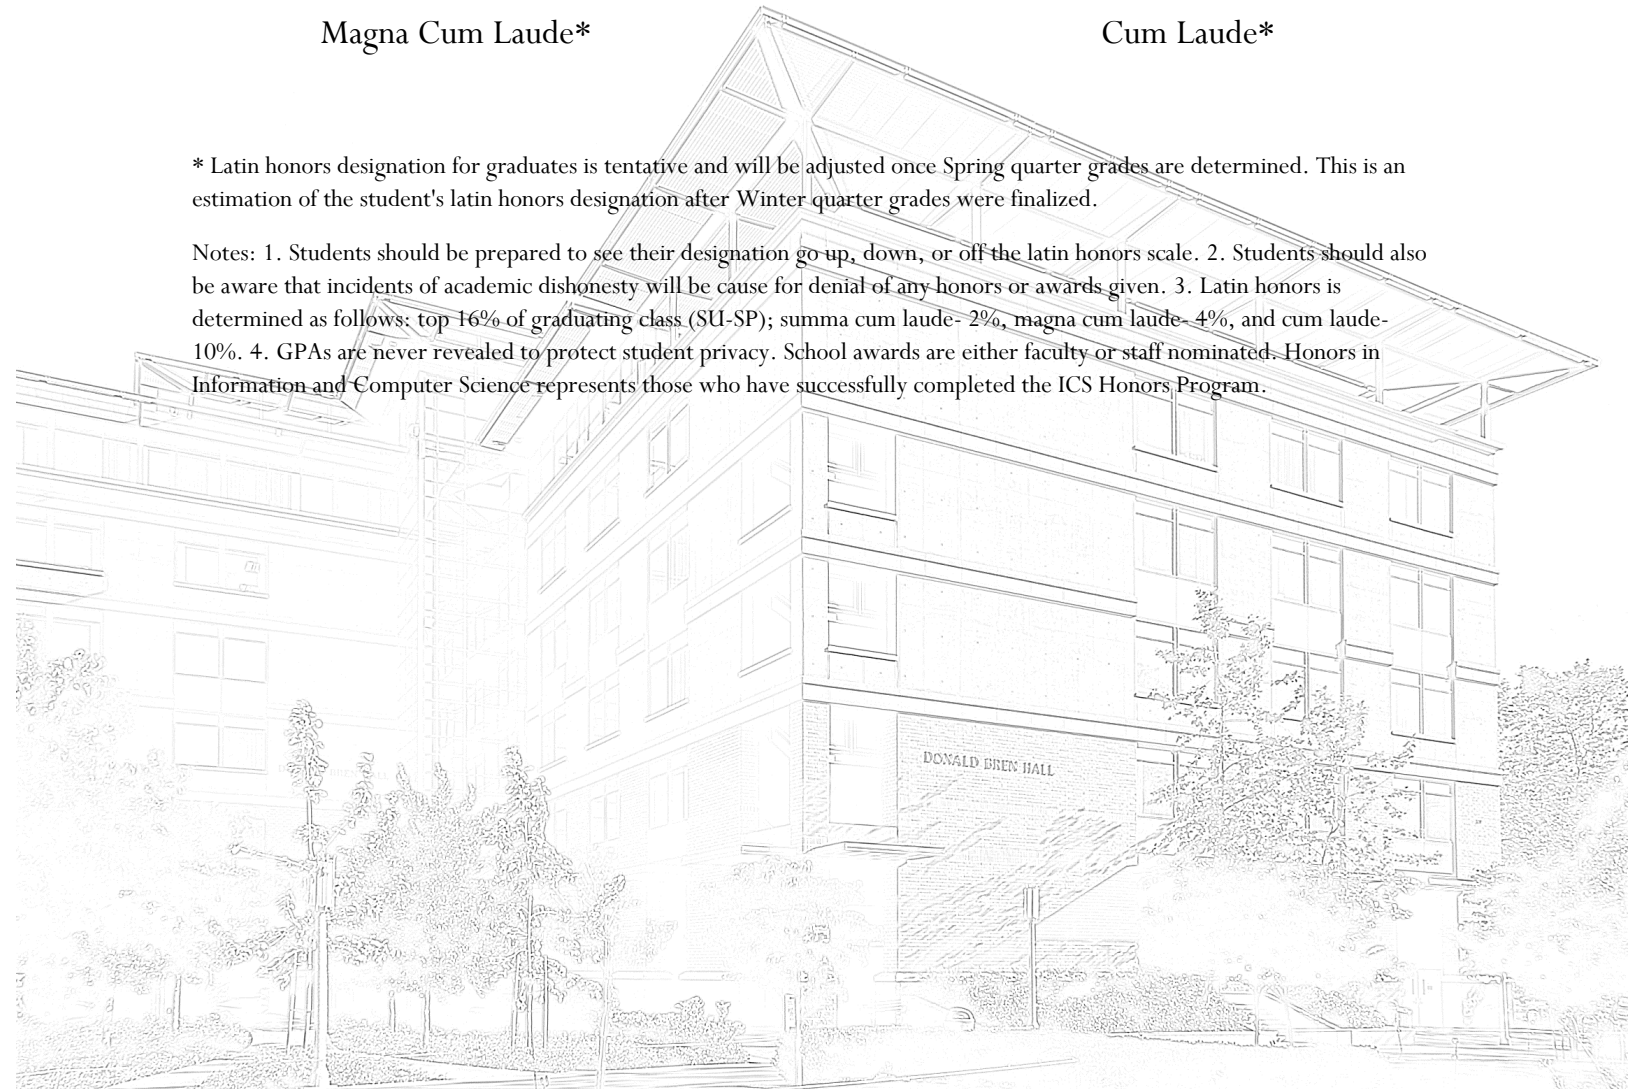 Magna Cum Laude*
Cum Laude*
* Latin honors designation for graduates is tentative and will be adjusted once Spring quarter grades are determined. This is an
estimation of the student's latin honors designation after Winter quarter grades were finalized.
Notes: 1. Students should be prepared to see their designation go up, down, or off the latin honors scale. 2. Students should also
be aware that incidents of academic dishonesty will be cause for denial of any honors or awards given. 3. Latin honors is
determined as follows: top 16% of graduating class (SU-SP); summa cum laude- 2%, magna cum laude- 4%, and cum laude-
10%. 4. GPAs are never revealed to protect student privacy. School awards are either faculty or staff nominated. Honors in
Information and Computer Science represents those who have successfully completed the ICS Honors Program.
DONALD BREN HALL